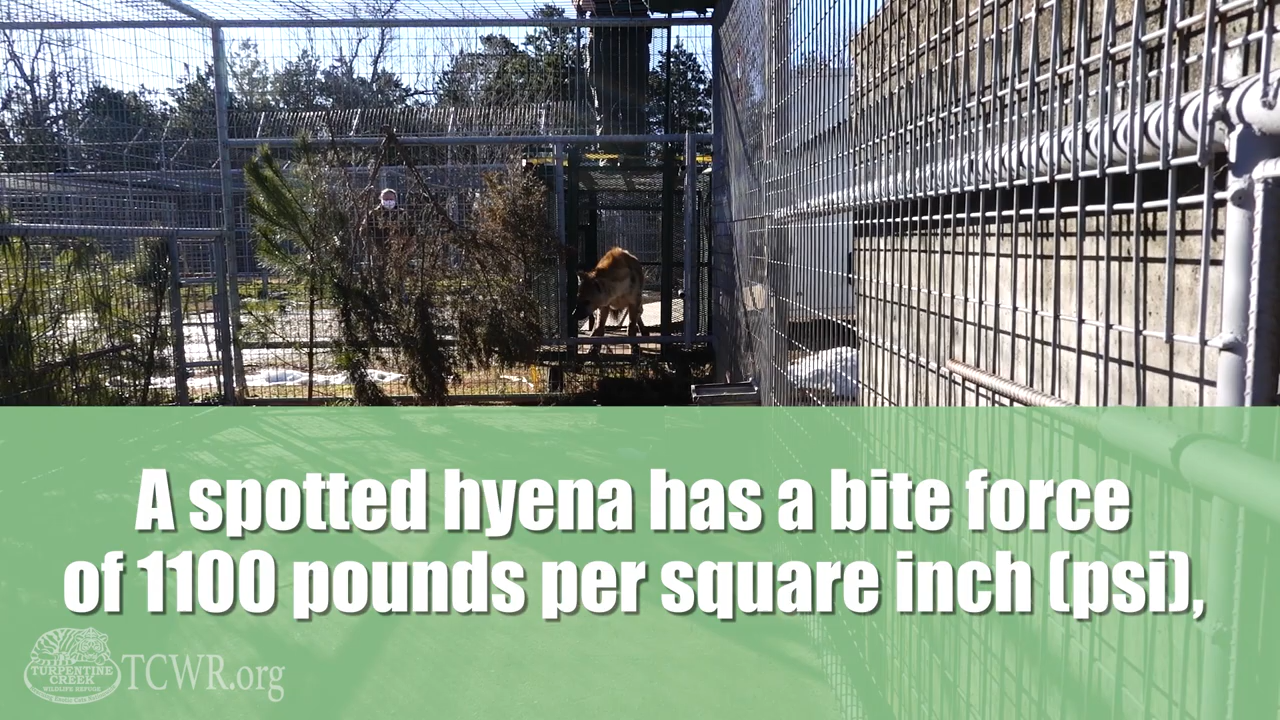 A spotted hyena has a bite force
of 1100 pounds per square inch (psi),
TURPENTINE
CREEK
WILDLIFE REFUGE
TCWR.org